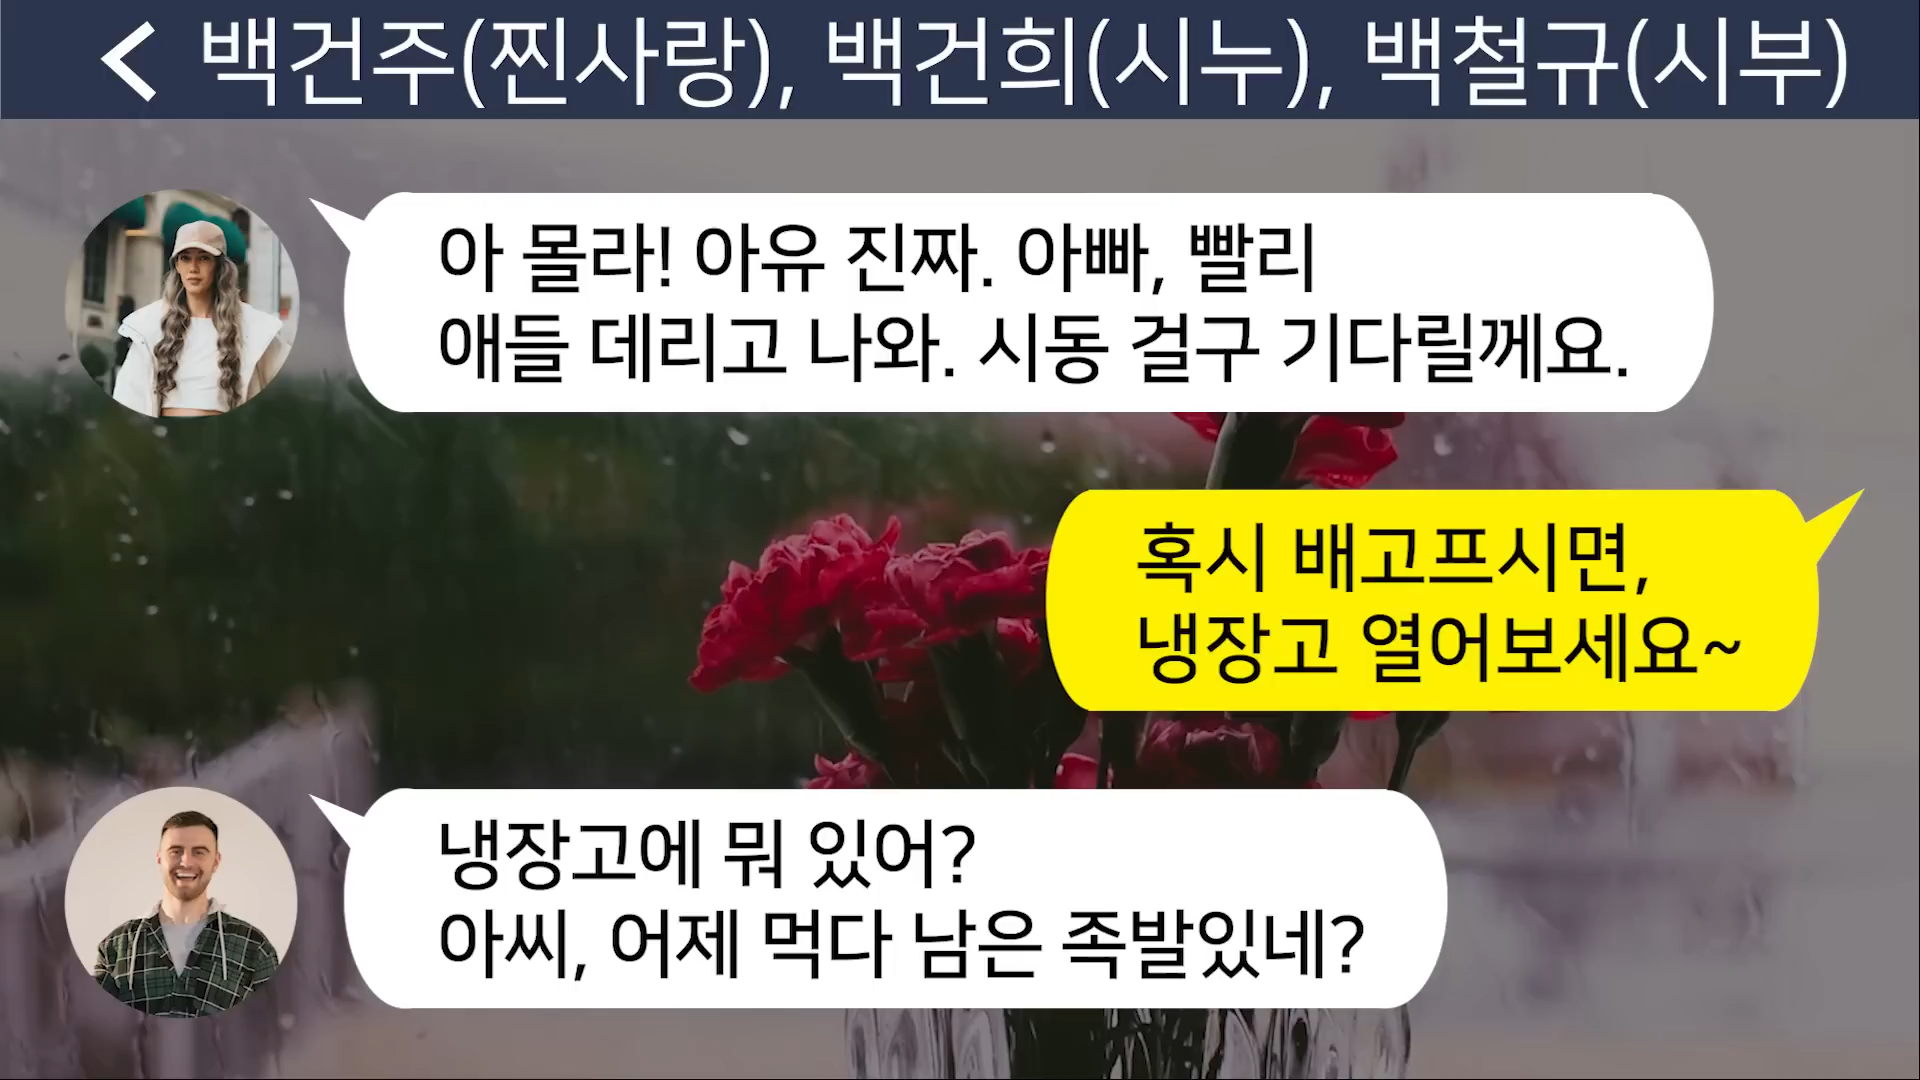 백건주(찐사랑), 백건희(시누), 백철규(시부)
아 몰라! 아유 진짜. 아빠, 빨리
애들 데리고 나와. 시동 걸구 기다릴께요.
혹시 배고프시면,
냉장고 열어보세요~
냉장고에 뭐 있어?
아씨, 어제 먹다 남은 족발있네?